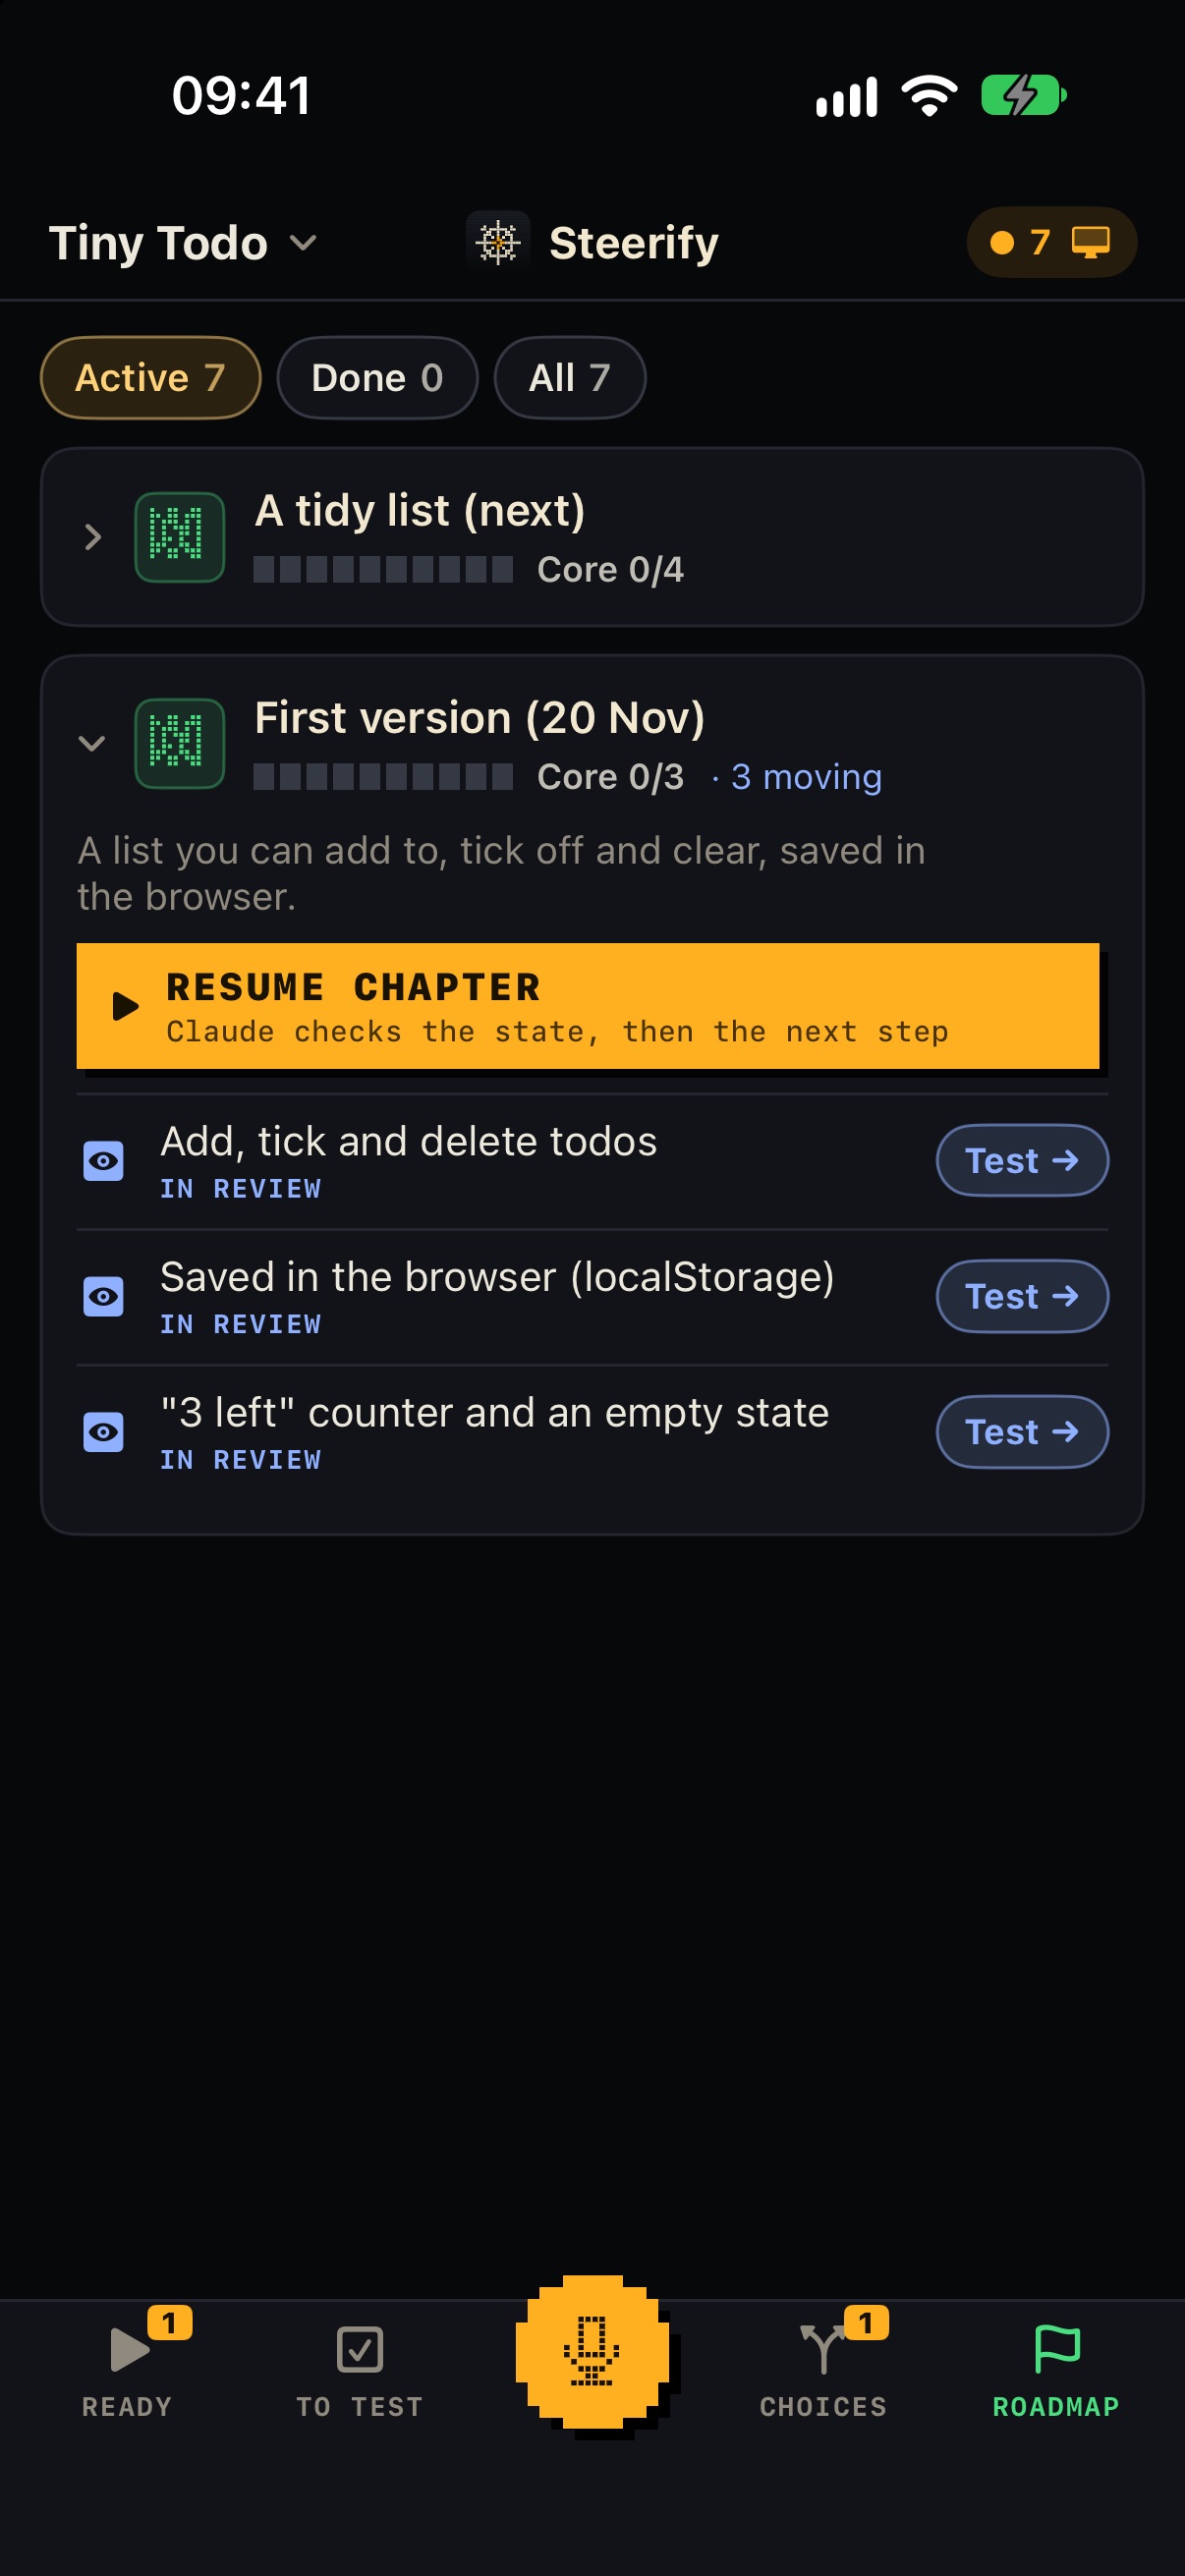 09:41
Tiny Todo
Steerify
7
Active 7
Done 0
All 7
A tidy list (next)
Core 0/4
First version (20 Nov)
Core 0/3 · 3 moving
A list you can add to, tick off and clear, saved in
the browser.
RESUME CHAPTER
Claude checks the state, then the next step
Add, tick and delete todos
IN REVIEW
Test →
Saved in the browser (localStorage)
IN REVIEW
Test →
"3 left" counter and an empty state
IN REVIEW
Test →
1
READY
TO TEST
1
CHOICES
ROADMAP